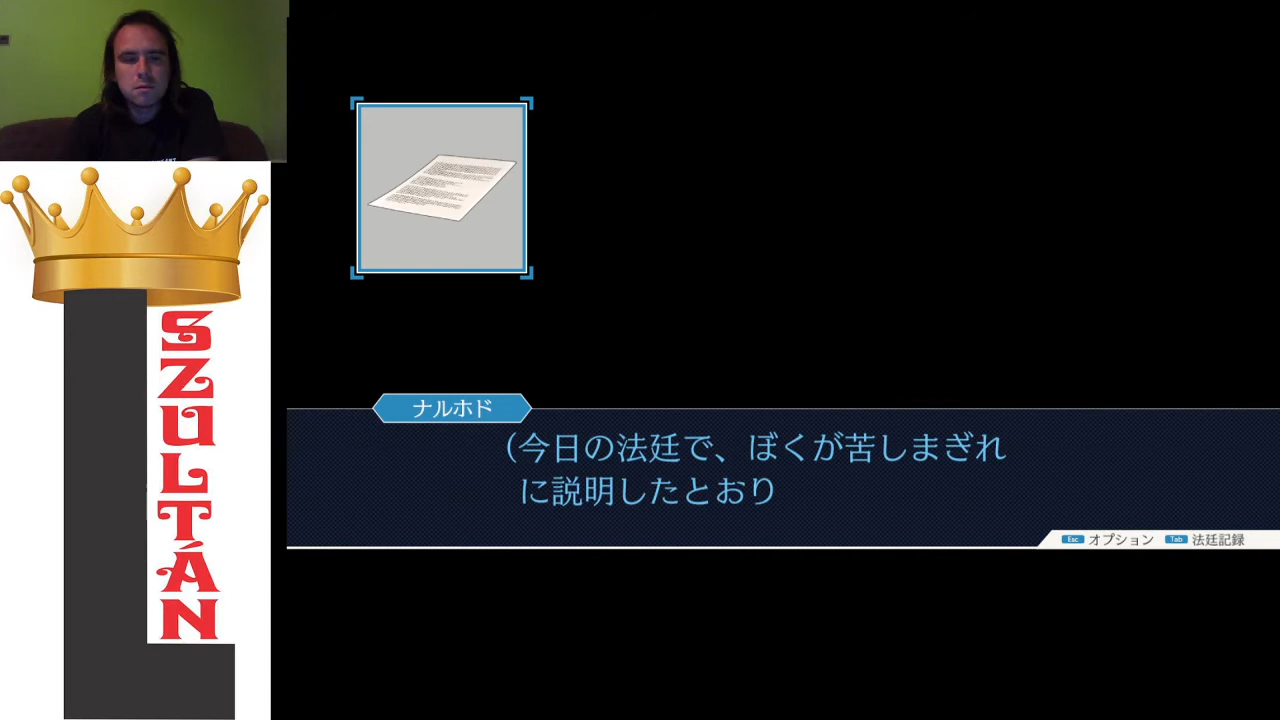 SZULTÁN
ナルホド
（今日の法廷で、ぼくが苦しまぎれ
に説明したとおり
Esc オプション Tab 法廷記録